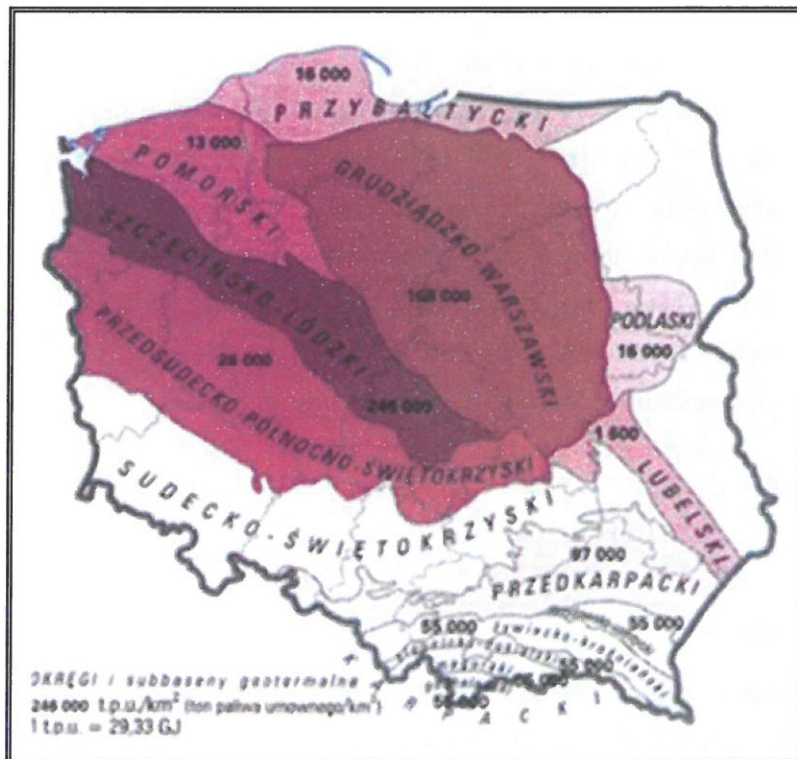 16 000
PRZYBAŁTYCKI
13 000
POMORSKI
GRUDZIĄDZKO-WARSZAWSKI
SZCZECIŃSKO-ŁÓDZKI
168 000
PODLASKI
16 000
PRZEDSUDECKO-PÓŁNOCNO-ŚWIĘTOKRZYSKI
26 000
246 000
1 600
LUBELSKI
SUDECKO-ŚWIĘTOKRZYSKI
97 000
PRZEDKARPACKI
55 000
55 000
55 000
OKRĘGI i subbaseny geotermalne
246 000 t.p.u./km² (ton paliwa umownego/km²)
1 t.p.u. = 29,33 GJ